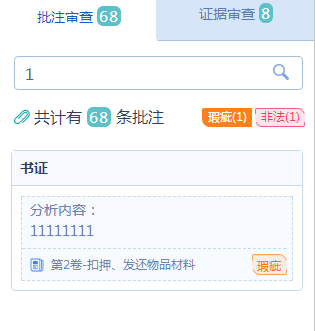 批注审查 68 证据审查 8
1
共计有 68 条批注 瑕疵(1) 非法(1)
书证
分析内容：
11111111
第2卷-扣押、发还物品材料 瑕疵